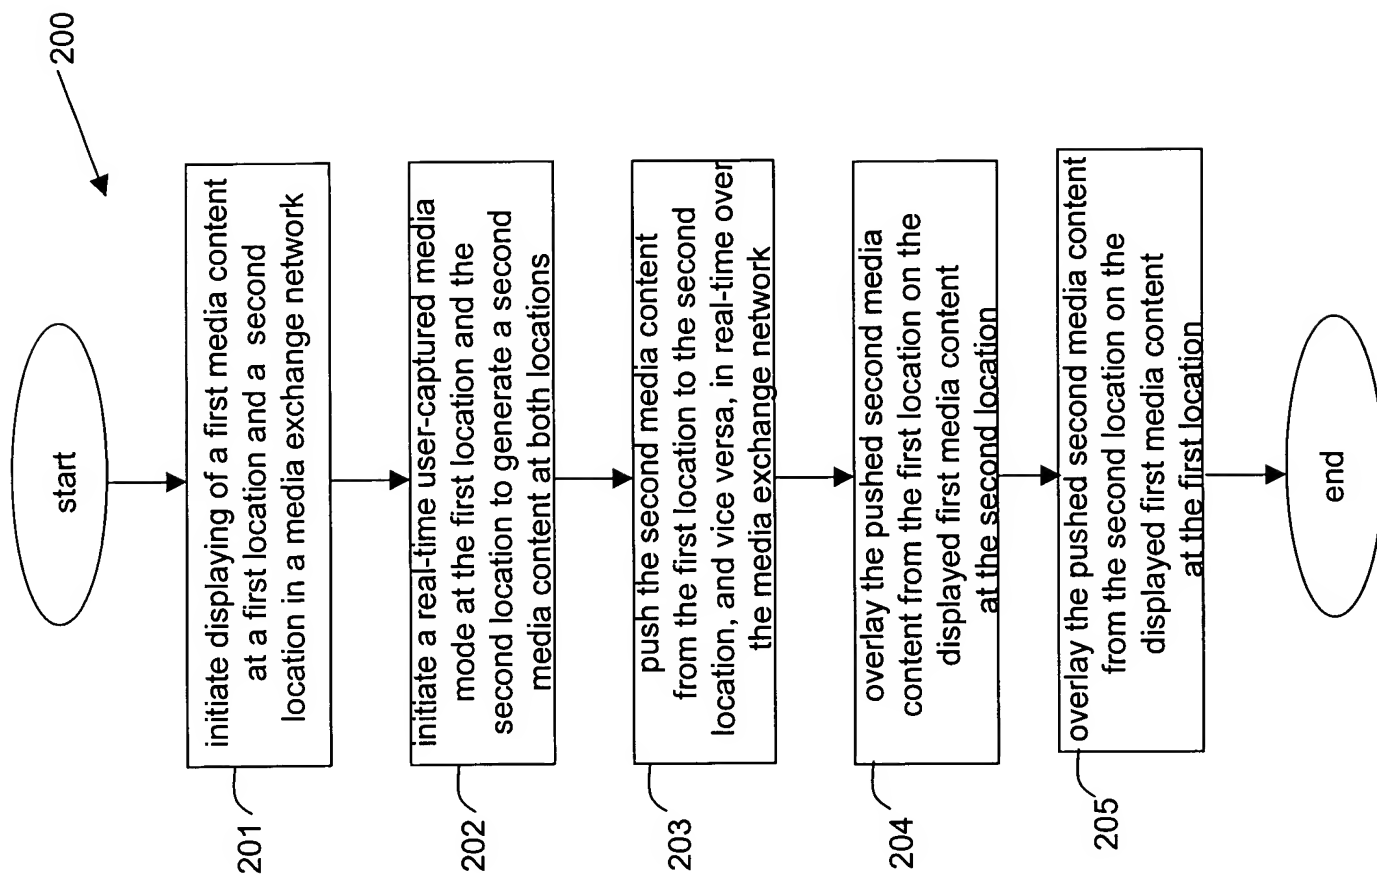 200
start
initiate displaying of a first media content
at a first location and a second
location in a media exchange network
201
initiate a real-time user-captured media
mode at the first location and the
second location to generate a second
media content at both locations
202
push the second media content
from the first location to the second
location, and vice versa, in real-time over
the media exchange network
203
overlay the pushed second media
content from the first location on the
displayed first media content
at the second location
204
overlay the pushed second media content
from the second location on the
displayed first media content
at the first location
205
end